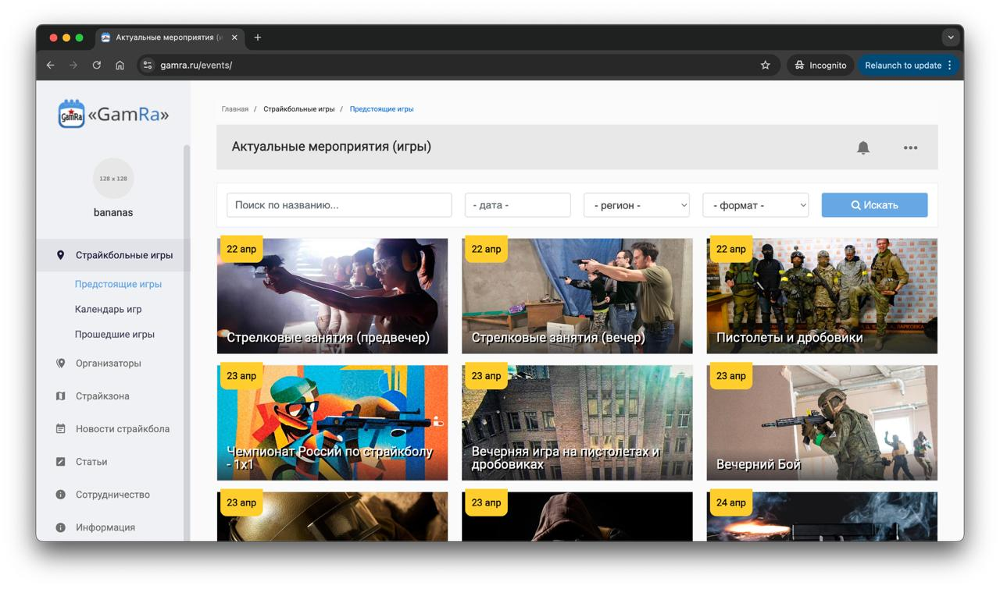 Актуальные мероприятия (и
gamra.ru/events/
Incognito
Relaunch to update
GamRa
«GamRa»
128 x 128
bananas
Страйкбольные игры
Предстоящие игры
Календарь игр
Прошедшие игры
Организаторы
Страйкзона
Новости страйкбола
Статьи
Сотрудничество
Информация
Главная / Страйкбольные игры / Предстоящие игры
Актуальные мероприятия (игры)
Поиск по названию...
- дата -
- регион -
- формат -
Искать
22 апр
Стрелковые занятия (предвечер)
22 апр
Стрелковые занятия (вечер)
22 апр
Пистолеты и дробовики
23 апр
Чемпионат России по страйкболу
- 1х1
23 апр
Вечерняя игра на пистолетах и
дробовиках
23 апр
Вечерний Бой
23 апр
23 апр
24 апр